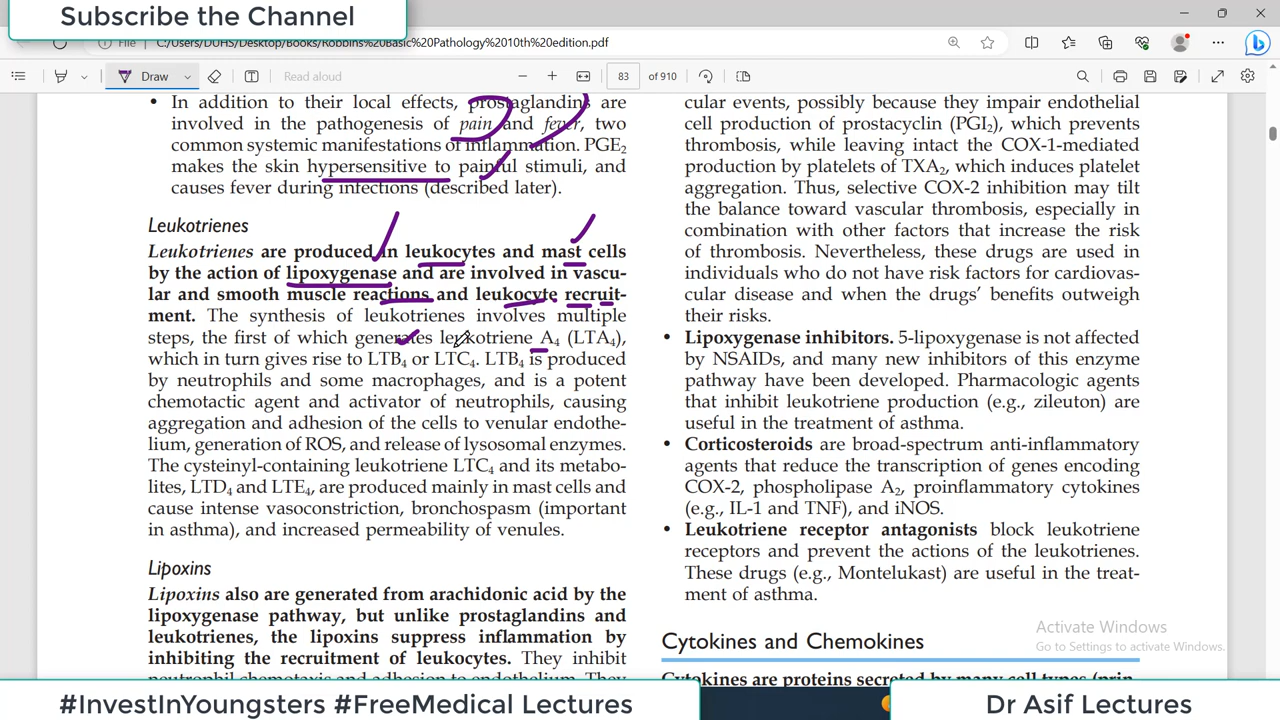 Subscribe the Channel
File
C:/Users/DUHS/Desktop/Books/Robbins%20Basic%20Pathology%2010th%20edition.pdf
Draw
Read aloud
83 of 910
• In addition to their local effects, prostaglandins are
involved in the pathogenesis of pain and fever, two
common systemic manifestations of inflammation. PGE2
makes the skin hypersensitive to painful stimuli, and
causes fever during infections (described later).
Leukotrienes
Leukotrienes are produced in leukocytes and mast cells
by the action of lipoxygenase and are involved in vascu-
lar and smooth muscle reactions and leukocyte recruit-
ment. The synthesis of leukotrienes involves multiple
steps, the first of which generates leukotriene A4 (LTA4),
which in turn gives rise to LTB4 or LTC4. LTB4 is produced
by neutrophils and some macrophages, and is a potent
chemotactic agent and activator of neutrophils, causing
aggregation and adhesion of the cells to venular endothe-
lium, generation of ROS, and release of lysosomal enzymes.
The cysteinyl-containing leukotriene LTC4 and its metabo-
lites, LTD4 and LTE4, are produced mainly in mast cells and
cause intense vasoconstriction, bronchospasm (important
in asthma), and increased permeability of venules.
Lipoxins
Lipoxins also are generated from arachidonic acid by the
lipoxygenase pathway, but unlike prostaglandins and
leukotrienes, the lipoxins suppress inflammation by
inhibiting the recruitment of leukocytes. They inhibit
neutrophil chemotaxis and adhesion to endothelium. They
cular events, possibly because they impair endothelial
cell production of prostacyclin (PGI2), which prevents
thrombosis, while leaving intact the COX-1-mediated
production by platelets of TXA2, which induces platelet
aggregation. Thus, selective COX-2 inhibition may tilt
the balance toward vascular thrombosis, especially in
combination with other factors that increase the risk
of thrombosis. Nevertheless, these drugs are used in
individuals who do not have risk factors for cardiovas-
cular disease and when the drugs' benefits outweigh
their risks.
• Lipoxygenase inhibitors. 5-lipoxygenase is not affected
by NSAIDs, and many new inhibitors of this enzyme
pathway have been developed. Pharmacologic agents
that inhibit leukotriene production (e.g., zileuton) are
useful in the treatment of asthma.
• Corticosteroids are broad-spectrum anti-inflammatory
agents that reduce the transcription of genes encoding
COX-2, phospholipase A2, proinflammatory cytokines
(e.g., IL-1 and TNF), and iNOS.
• Leukotriene receptor antagonists block leukotriene
receptors and prevent the actions of the leukotrienes.
These drugs (e.g., Montelukast) are useful in the treat-
ment of asthma.
Cytokines and Chemokines
Cytokines are proteins secreted by many cell types (prin-
Activate Windows
Go to Settings to activate Windows.
#InvestInYoungsters #FreeMedical Lectures
Dr Asif Lectures